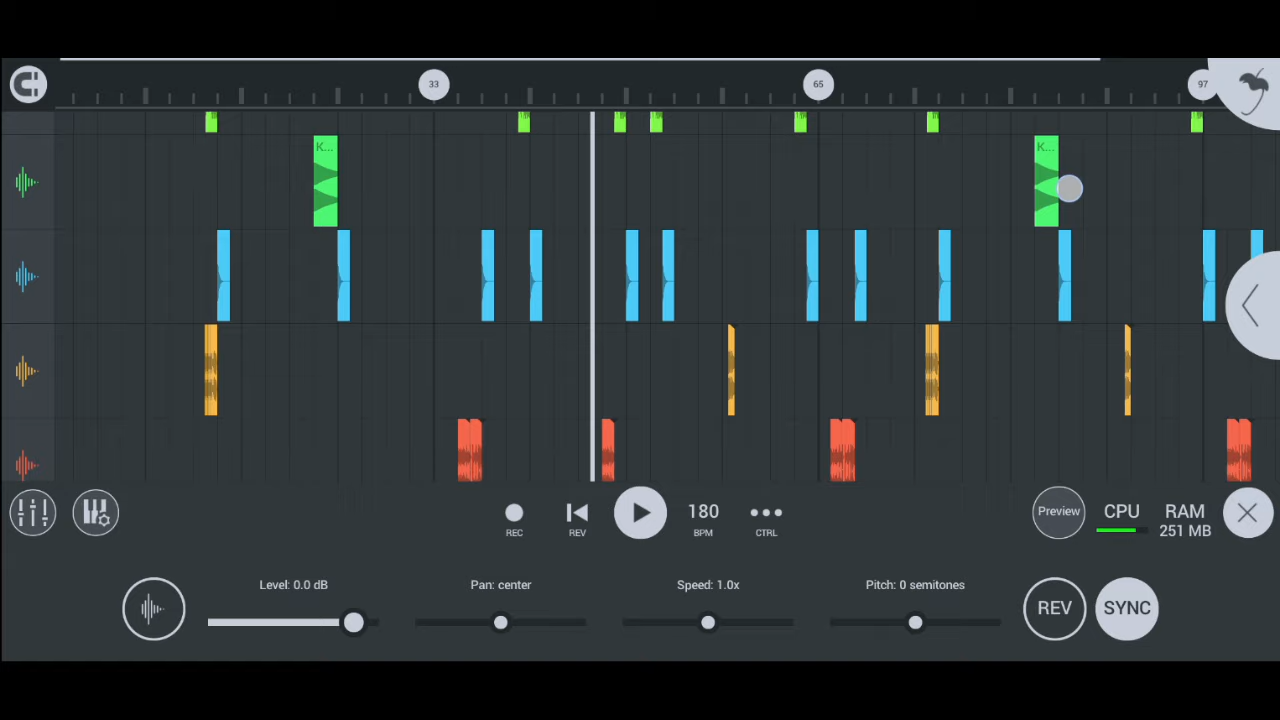 33
65
97
K...
K...
180
Preview
CPU
RAM
251 MB
REC
REV
BPM
CTRL
Level: 0.0 dB
Pan: center
Speed: 1.0x
Pitch: 0 semitones
REV
SYNC